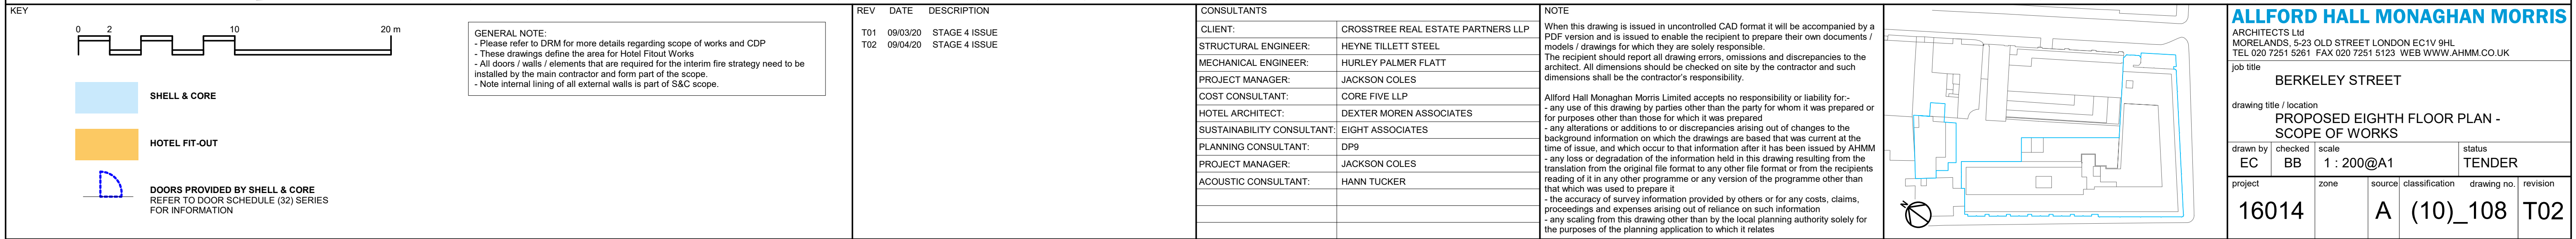 KEY
0 2 10 20 m
SHELL & CORE
HOTEL FIT-OUT
DOORS PROVIDED BY SHELL & CORE
REFER TO DOOR SCHEDULE (32) SERIES
FOR INFORMATION
GENERAL NOTE:
- Please refer to DRM for more details regarding scope of works and CDP
- These drawings define the area for Hotel Fitout Works
- All doors / walls / elements that are required for the interim fire strategy need to be
installed by the main contractor and form part of the scope.
- Note internal lining of all external walls is part of S&C scope.
REV DATE DESCRIPTION
T01 09/03/20 STAGE 4 ISSUE
T02 09/04/20 STAGE 4 ISSUE
CONSULTANTS
CLIENT: CROSSTREE REAL ESTATE PARTNERS LLP
STRUCTURAL ENGINEER: HEYNE TILLETT STEEL
MECHANICAL ENGINEER: HURLEY PALMER FLATT
PROJECT MANAGER: JACKSON COLES
COST CONSULTANT: CORE FIVE LLP
HOTEL ARCHITECT: DEXTER MOREN ASSOCIATES
SUSTAINABILITY CONSULTANT: EIGHT ASSOCIATES
PLANNING CONSULTANT: DP9
PROJECT MANAGER: JACKSON COLES
ACOUSTIC CONSULTANT: HANN TUCKER
NOTE
When this drawing is issued in uncontrolled CAD format it will be accompanied by a
PDF version and is issued to enable the recipient to prepare their own documents /
models / drawings for which they are solely responsible.
The recipient should report all drawing errors, omissions and discrepancies to the
architect. All dimensions should be checked on site by the contractor and such
dimensions shall be the contractor's responsibility.
Allford Hall Monaghan Morris Limited accepts no responsibility or liability for:-
- any use of this drawing by parties other than the party for whom it was prepared or
for purposes other than those for which it was prepared
- any alterations or additions to or discrepancies arising out of changes to the
background information on which the drawings are based that was current at the
time of issue, and which occur to that information after it has been issued by AHMM
- any loss or degradation of the information held in this drawing resulting from the
translation from the original file format to any other file format or from the recipients
reading of it in any other programme or any version of the programme other than
that which was used to prepare it
- the accuracy of survey information provided by others or for any costs, claims,
proceedings and expenses arising out of reliance on such information
- any scaling from this drawing other than by the local planning authority solely for
the purposes of the planning application to which it relates
N
ALLFORD HALL MONAGHAN MORRIS
ARCHITECTS Ltd
MORELANDS, 5-23 OLD STREET LONDON EC1V 9HL
TEL 020 7251 5261 FAX 020 7251 5123 WEB WWW.AHMM.CO.UK
job title
BERKELEY STREET
drawing title / location
PROPOSED EIGHTH FLOOR PLAN -
SCOPE OF WORKS
drawn by checked scale status
EC BB 1 : 200@A1 TENDER
project zone source classification drawing no. revision
16014 A (10)_108 T02